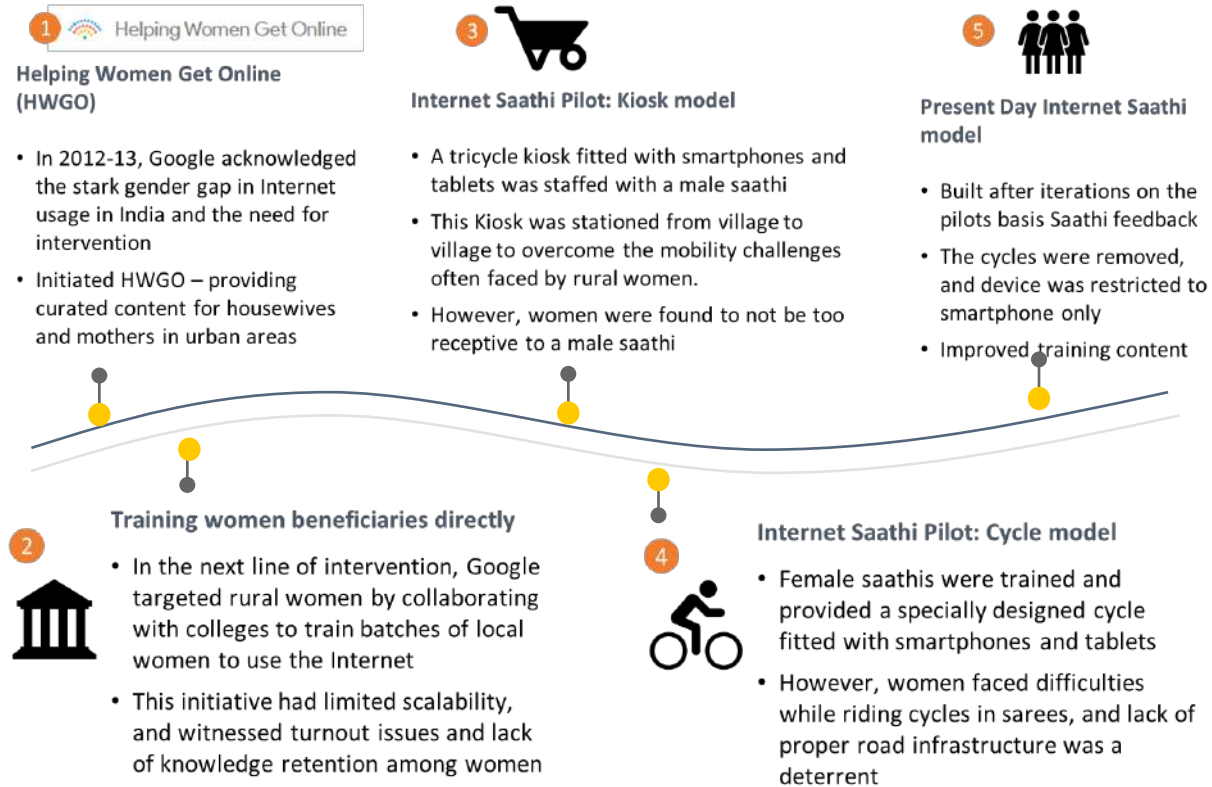 1
Helping Women Get Online
Helping Women Get Online
(HWGO)
• In 2012-13, Google acknowledged
the stark gender gap in Internet
usage in India and the need for
intervention
• Initiated HWGO – providing
curated content for housewives
and mothers in urban areas
2
Training women beneficiaries directly
• In the next line of intervention, Google
targeted rural women by collaborating
with colleges to train batches of local
women to use the Internet
• This initiative had limited scalability,
and witnessed turnout issues and lack
of knowledge retention among women
3
Internet Saathi Pilot: Kiosk model
• A tricycle kiosk fitted with smartphones and
tablets was staffed with a male saathi
• This Kiosk was stationed from village to
village to overcome the mobility challenges
often faced by rural women.
• However, women were found to not be too
receptive to a male saathi
4
Internet Saathi Pilot: Cycle model
• Female saathis were trained and
provided a specially designed cycle
fitted with smartphones and tablets
• However, women faced difficulties
while riding cycles in sarees, and lack of
proper road infrastructure was a
deterrent
5
Present Day Internet Saathi
model
• Built after iterations on the
pilots basis Saathi feedback
• The cycles were removed,
and device was restricted to
smartphone only
• Improved training content